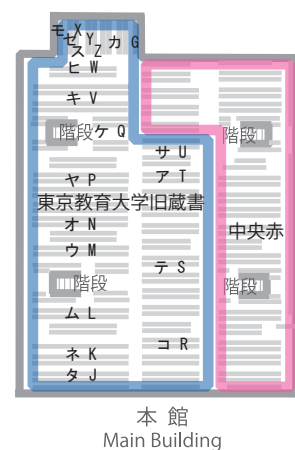 モ X
セ Y
ス Z
カ G
ヒ W
キ V
階段
ケ Q
階段
サ U
ア T
ヤ P
東京教育大学旧蔵書
オ N
中央赤
ウ M
テ S
階段
階段
ム L
コ R
ネ K
タ J
本 館
Main Building